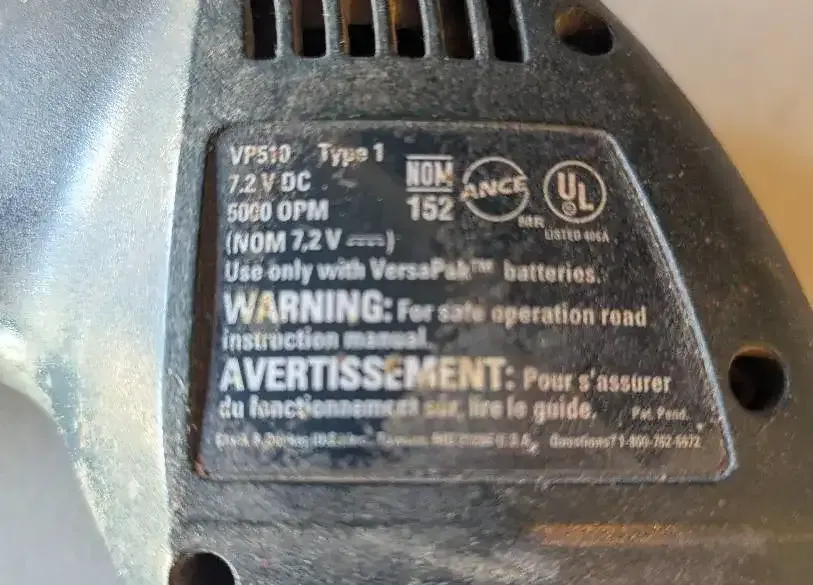 VP510 Type 1
7.2 V DC
5000 OPM
(NOM 7,2 V ⎓)
NOM
152
ANCE
MR
UL
LISTED 406A
Use only with VersaPak™ batteries.
WARNING: For safe operation read
instruction manual.
AVERTISSEMENT: Pour s'assurer
du fonctionnement sûr, lire le guide. Pat. Pend.
U.S.A. Questions? 1-800-762-6672